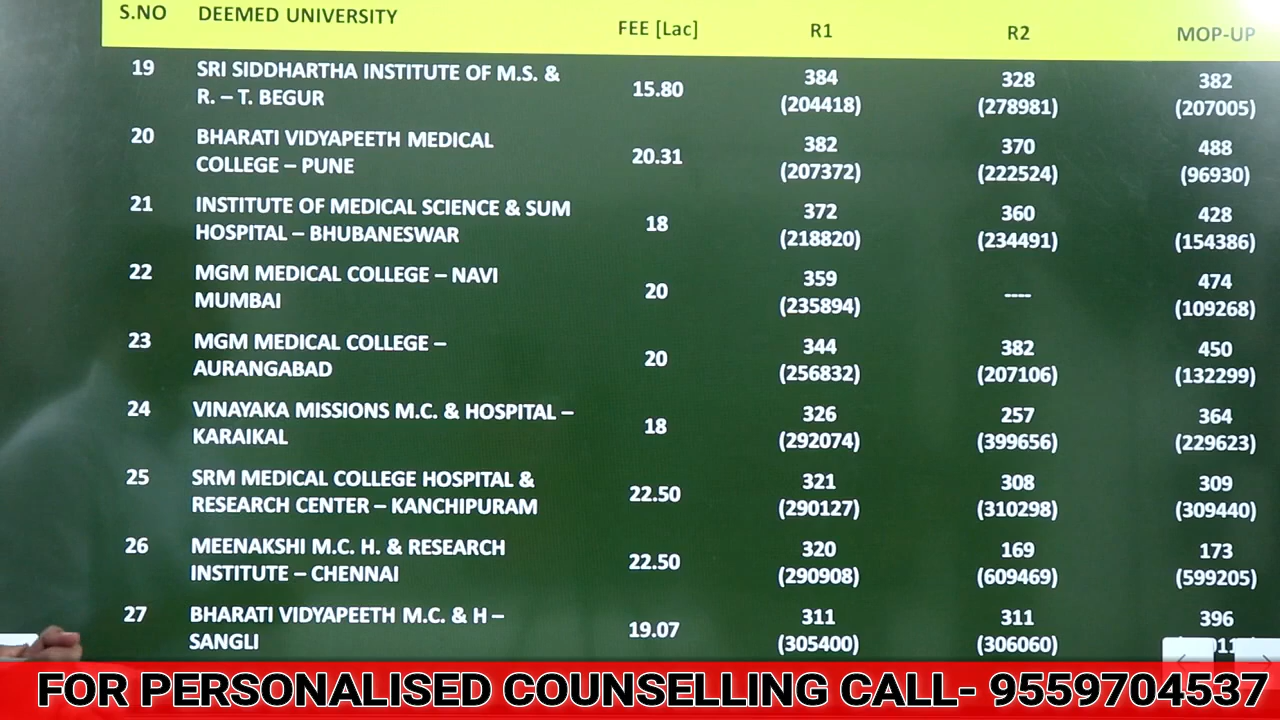 S.NO DEEMED UNIVERSITY FEE [Lac] R1 R2 MOP-UP
19 SRI SIDDHARTHA INSTITUTE OF M.S. & 15.80 384 328 382
R. – T. BEGUR (204418) (278981) (207005)
20 BHARATI VIDYAPEETH MEDICAL 20.31 382 370 488
COLLEGE – PUNE (207372) (222524) (96930)
21 INSTITUTE OF MEDICAL SCIENCE & SUM 18 372 360 428
HOSPITAL – BHUBANESWAR (218820) (234491) (154386)
22 MGM MEDICAL COLLEGE – NAVI 20 359 ---- 474
MUMBAI (235894) (109268)
23 MGM MEDICAL COLLEGE – 20 344 382 450
AURANGABAD (256832) (207106) (132299)
24 VINAYAKA MISSIONS M.C. & HOSPITAL – 18 326 257 364
KARAIKAL (292074) (399656) (229623)
25 SRM MEDICAL COLLEGE HOSPITAL & 22.50 321 308 309
RESEARCH CENTER – KANCHIPURAM (290127) (310298) (309440)
26 MEENAKSHI M.C. H. & RESEARCH 22.50 320 169 173
INSTITUTE – CHENNAI (290908) (609469) (599205)
27 BHARATI VIDYAPEETH M.C. & H – 19.07 311 311 396
SANGLI (305400) (306060)
FOR PERSONALISED COUNSELLING CALL- 9559704537